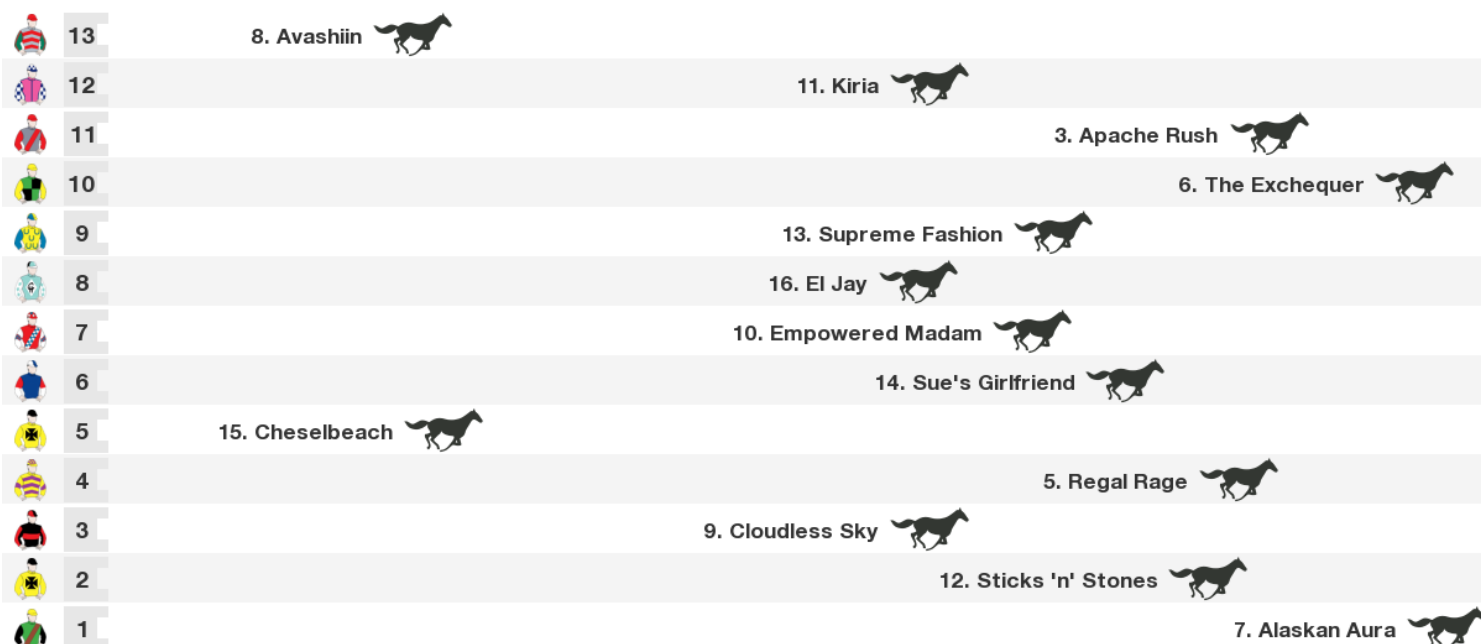 13 8. Avashiin
12 11. Kiria
11 3. Apache Rush
10 6. The Exchequer
9 13. Supreme Fashion
8 16. El Jay
7 10. Empowered Madam
6 14. Sue's Girlfriend
5 15. Cheselbeach
4 5. Regal Rage
3 9. Cloudless Sky
2 12. Sticks 'n' Stones
1 7. Alaskan Aura